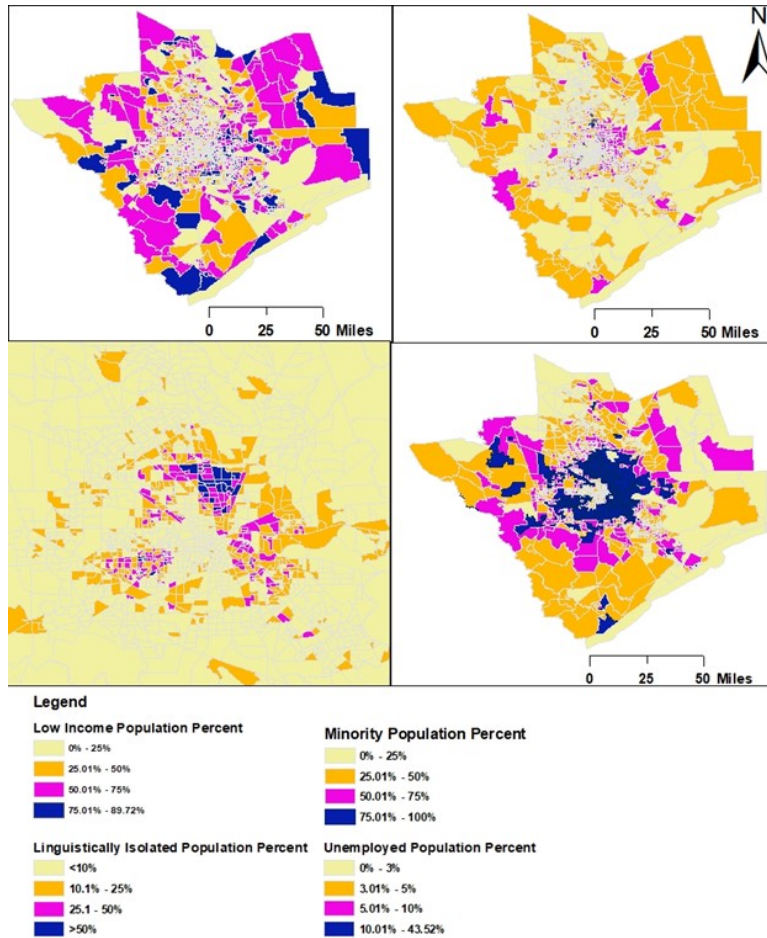 N
0 25 50 Miles
0 25 50 Miles
0 25 50 Miles
Legend
Low Income Population Percent
0% - 25%
25.01% - 50%
50.01% - 75%
75.01% - 89.72%
Minority Population Percent
0% - 25%
25.01% - 50%
50.01% - 75%
75.01% - 100%
Linguistically Isolated Population Percent
<10%
10.1% - 25%
25.1 - 50%
>50%
Unemployed Population Percent
0% - 3%
3.01% - 5%
5.01% - 10%
10.01% - 43.52%